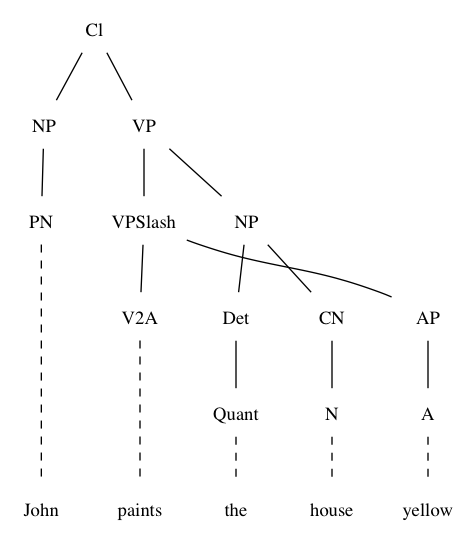 Cl
NP VP
PN VPSlash NP
V2A Det CN AP
Quant N A
John paints the house yellow